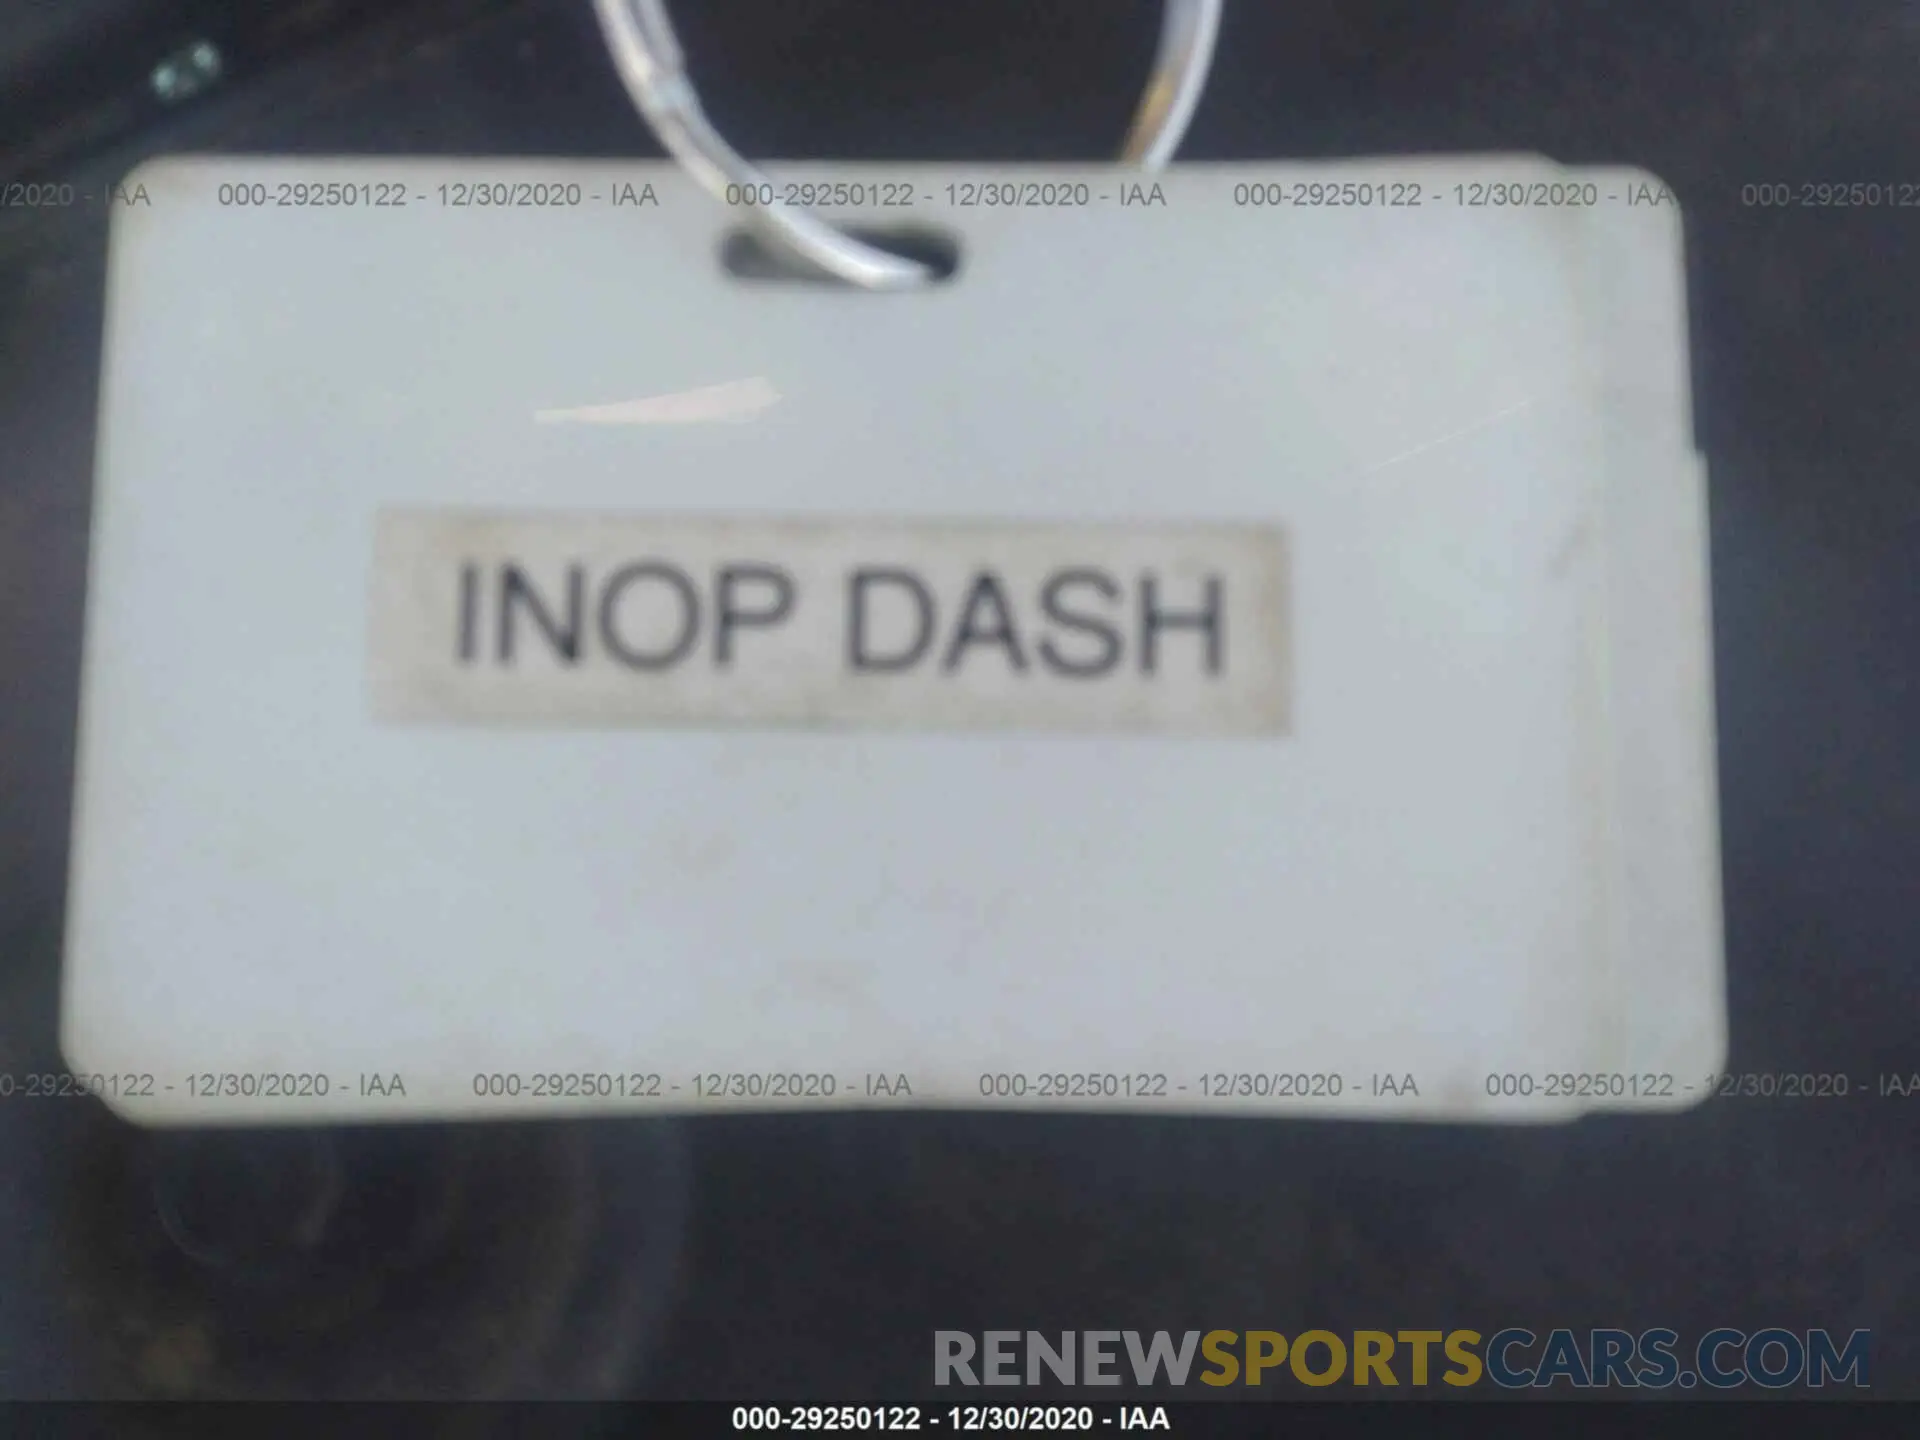 /2020 - IAA 000-29250122 - 12/30/2020 - IAA 000-29250122 - 12/30/2020 - IAA 000-29250122 - 12/30/2020 - IAA 000-2925012
INOP DASH
0-29250122 - 12/30/2020 - IAA 000-29250122 - 12/30/2020 - IAA 000-29250122 - 12/30/2020 - IAA 000-29250122 - 12/30/2020 - IAA
RENEWSPORTSCARS.COM
000-29250122 - 12/30/2020 - IAA